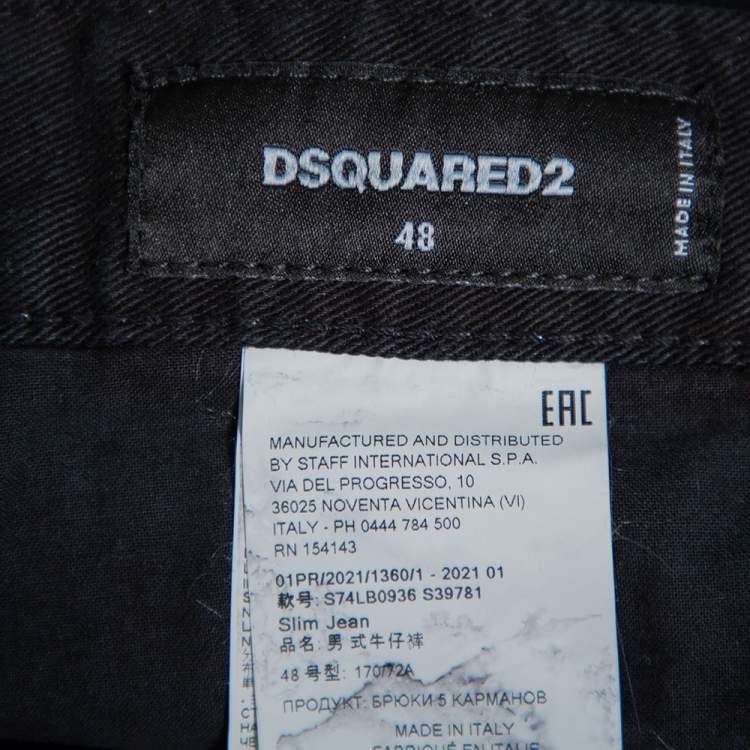 DSQUARED2
48
MADE IN ITALY
EAC
MANUFACTURED AND DISTRIBUTED
BY STAFF INTERNATIONAL S.P.A.
VIA DEL PROGRESSO, 10
36025 NOVENTA VICENTINA (VI)
ITALY - PH 0444 784 500
RN 154143
01PR/2021/1360/1 - 2021 01
款号: S74LB0936 S39781
Slim Jean
品名: 男式牛仔裤
48 号型: 170/72A
ПРОДУКТ: БРЮКИ 5 КАРМАНОВ
MADE IN ITALY
FABRIQUÉ EN ITALIE